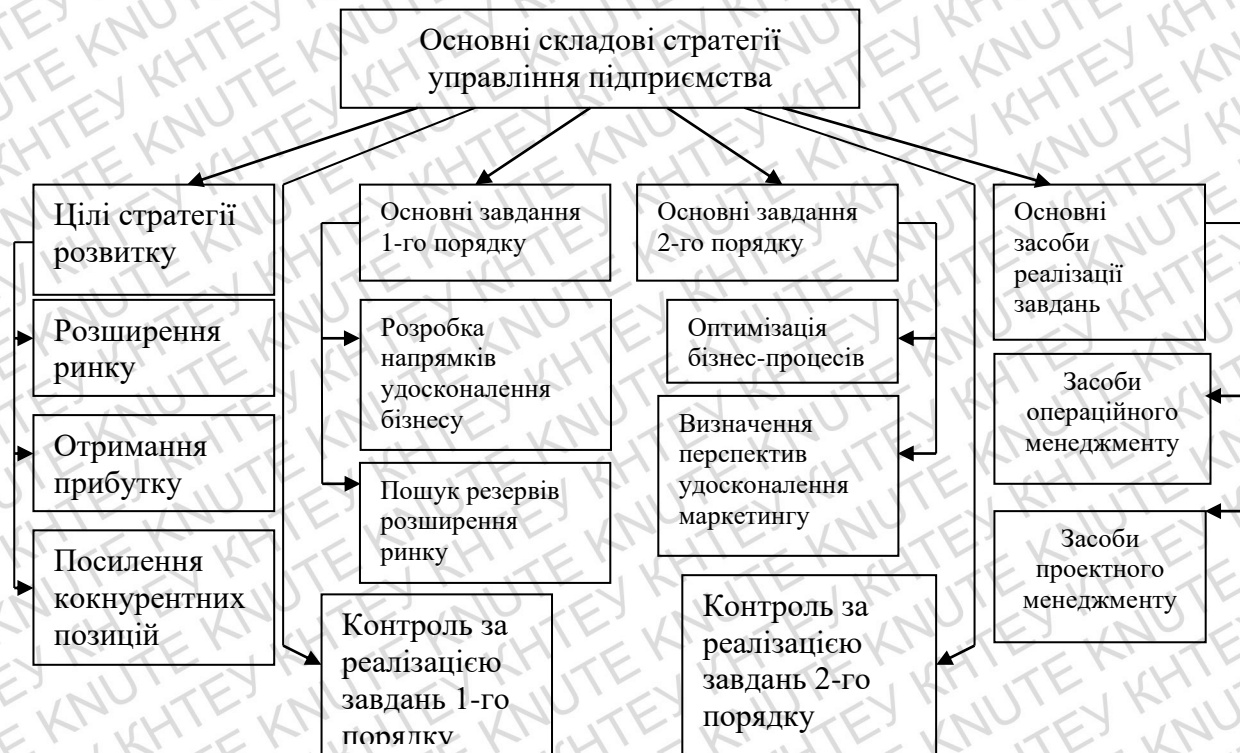 Основні складові стратегії
управління підприємства
Цілі стратегії
розвитку
Розширення
ринку
Отримання
прибутку
Посилення
кокнурентних
позицій
Основні завдання
1-го порядку
Розробка
напрямків
удосконалення
бізнесу
Пошук резервів
розширення
ринку
Контроль за
реалізацією
завдань 1-го
порядку
Основні завдання
2-го порядку
Оптимізація
бізнес-процесів
Визначення
перспектив
удосконалення
маркетингу
Контроль за
реалізацією
завдань 2-го
порядку
Основні
засоби
реалізації
завдань
Засоби
операційного
менеджменту
Засоби
проектного
менеджменту